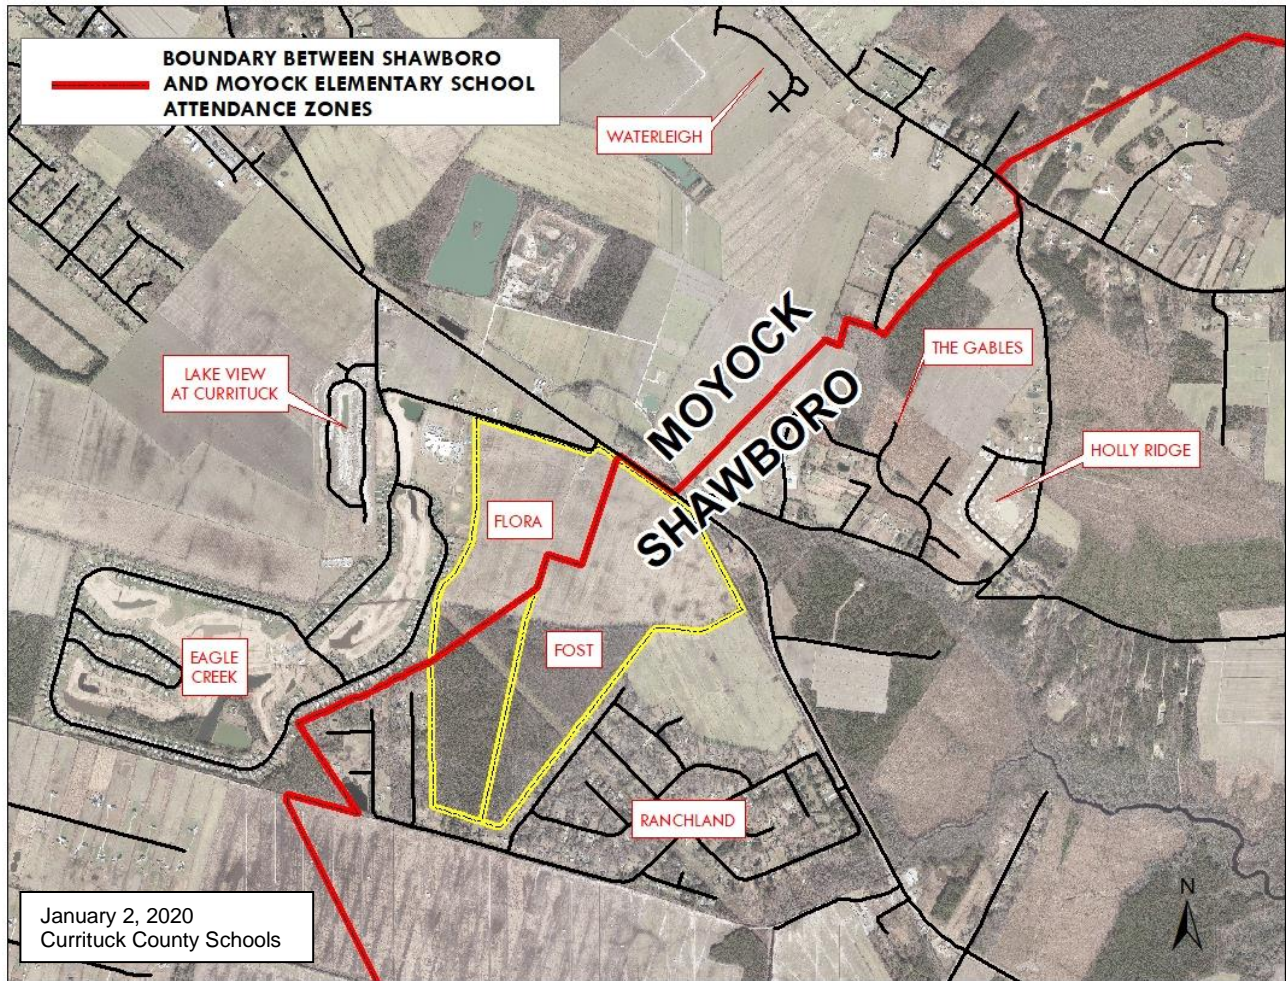 BOUNDARY BETWEEN SHAWBORO
AND MOYOCK ELEMENTARY SCHOOL
ATTENDANCE ZONES
WATERLEIGH
MOYOCK
SHAWBORO
THE GABLES
LAKE VIEW
AT CURRITUCK
HOLLY RIDGE
FLORA
FOST
EAGLE
CREEK
RANCHLAND
N
January 2, 2020
Currituck County Schools